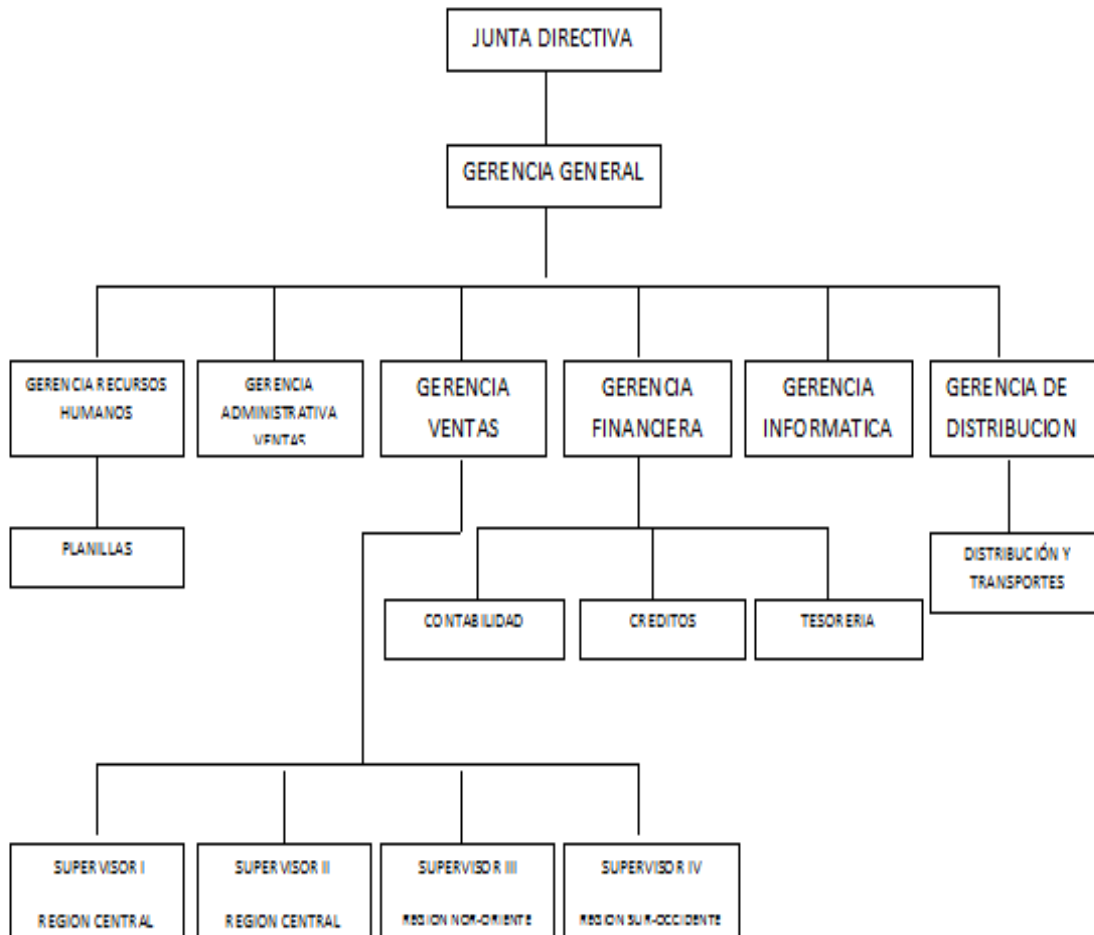 JUNTA DIRECTIVA
GERENCIA GENERAL
GERENCIA RECURSOS
HUMANOS
GERENCIA
ADMINISTRATIVA
VENTAS
GERENCIA
VENTAS
GERENCIA
FINANCIERA
GERENCIA
INFORMATICA
GERENCIA DE
DISTRIBUCION
PLANILLAS
DISTRIBUCIÓN Y
TRANSPORTES
CONTABILIDAD
CREDITOS
TESORERIA
SUPERVISOR I
REGION CENTRAL
SUPERVISOR II
REGION CENTRAL
SUPERVISOR III
REGION NOR-ORIENTE
SUPERVISOR IV
REGION SUR-OCCIDENTE